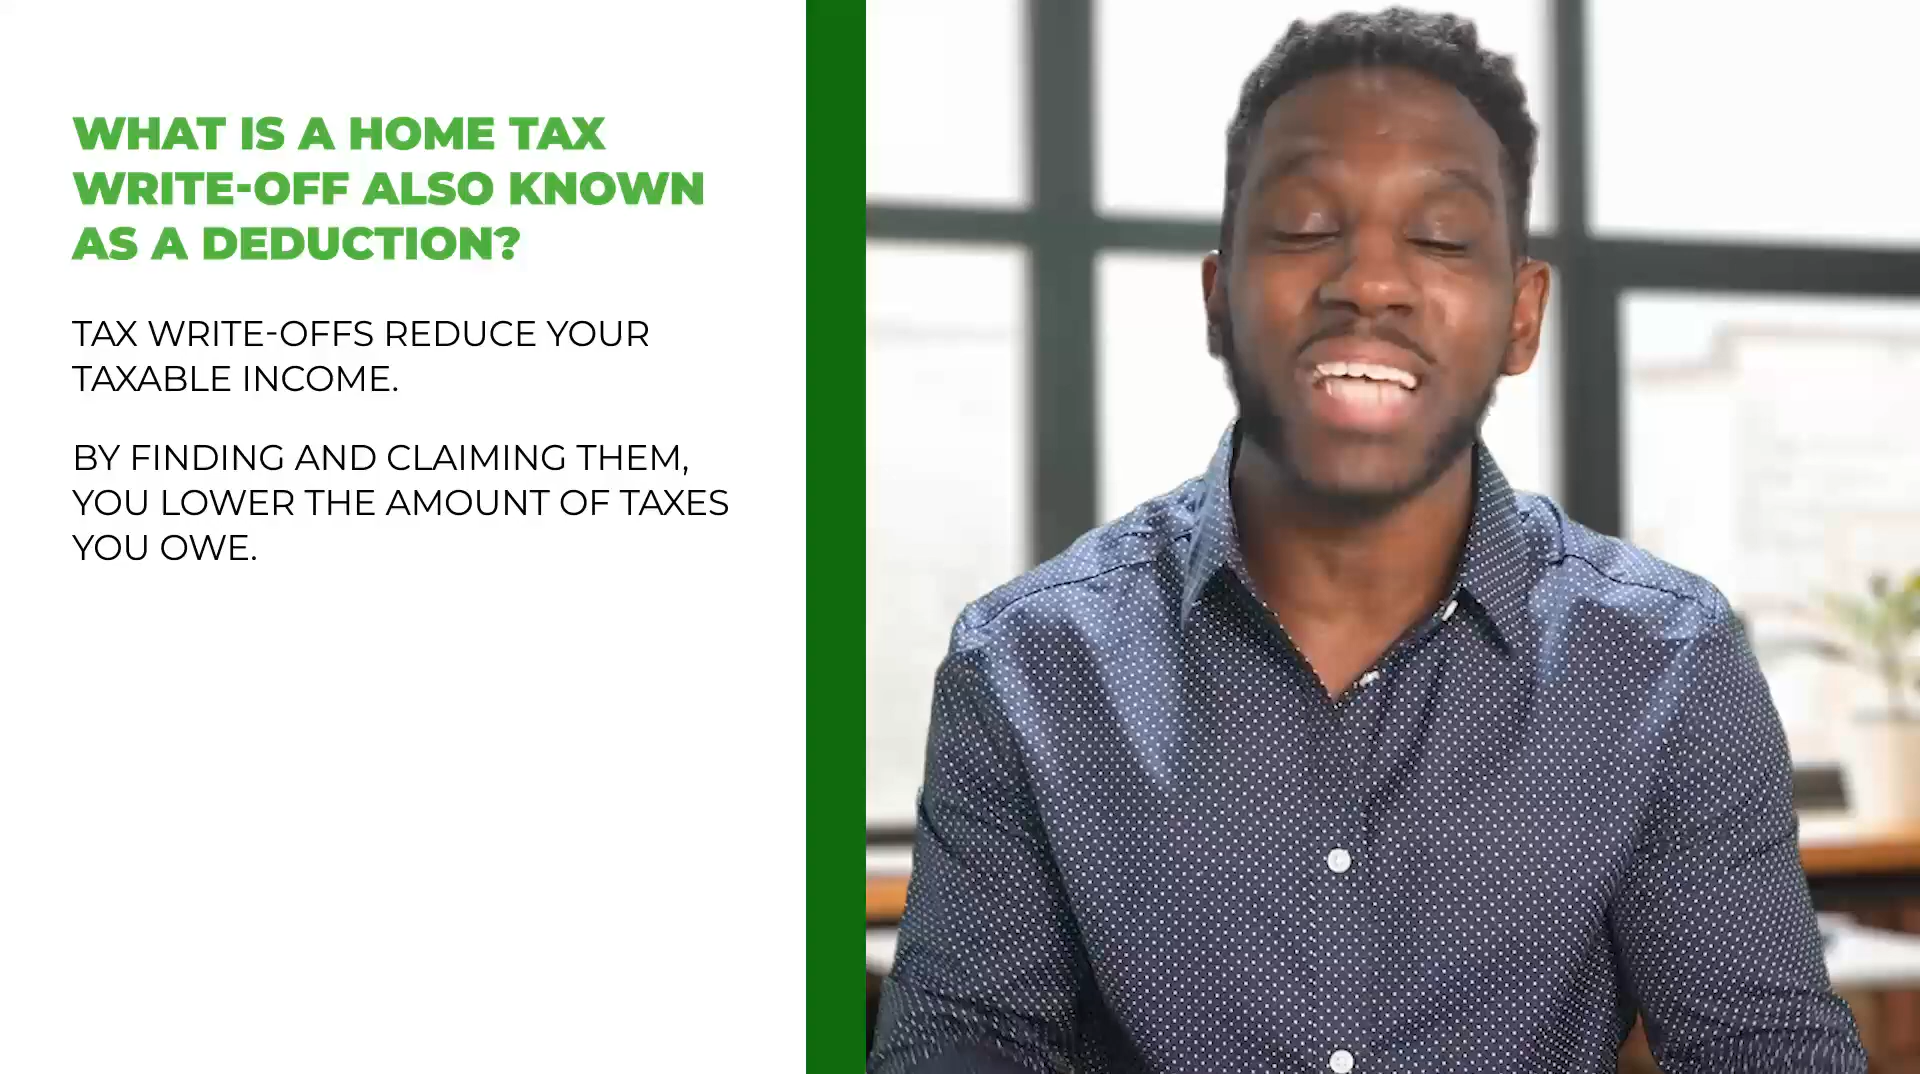 WHAT IS A HOME TAX
WRITE-OFF ALSO KNOWN
AS A DEDUCTION?
TAX WRITE-OFFS REDUCE YOUR
TAXABLE INCOME.
BY FINDING AND CLAIMING THEM,
YOU LOWER THE AMOUNT OF TAXES
YOU OWE.